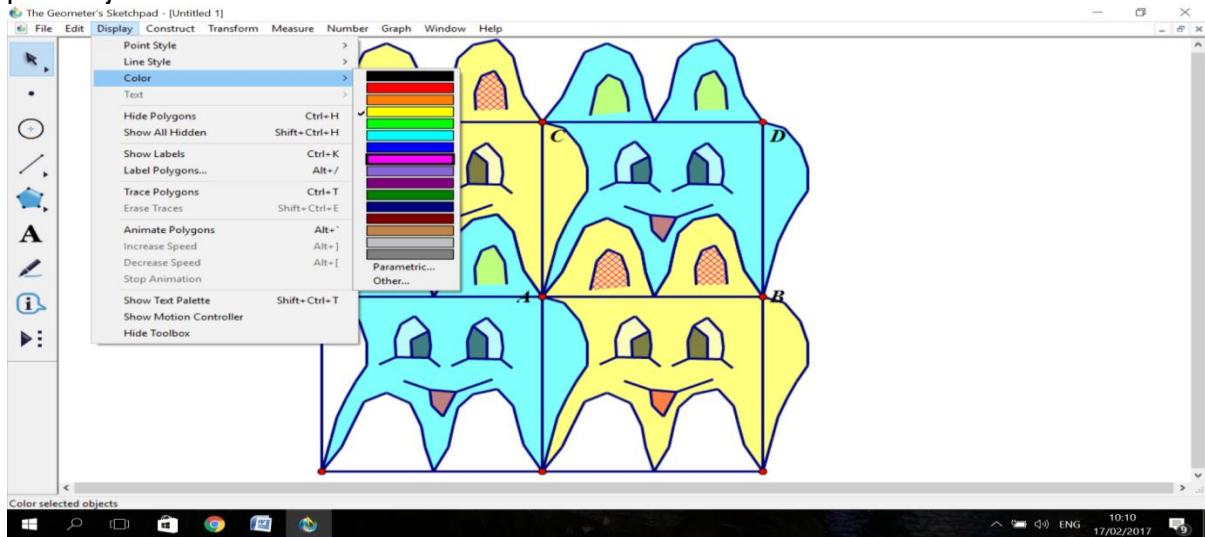 The Geometer's Sketchpad - [Untitled 1]
File Edit Display Construct Transform Measure Number Graph Window Help
Point Style
Line Style
Color
Text
Hide Polygons Ctrl+H
Show All Hidden Shift+Ctrl+H
Show Labels Ctrl+K
Label Polygons... Alt+/
Trace Polygons Ctrl+T
Erase Traces Shift+Ctrl+E
Animate Polygons Alt+`
Increase Speed Alt+]
Decrease Speed Alt+[
Stop Animation
Show Text Palette Shift+Ctrl+T
Show Motion Controller
Hide Toolbox
Parametric...
Other...
C
D
A
B
A
i
Color selected objects
ENG
10:10
17/02/2017
9